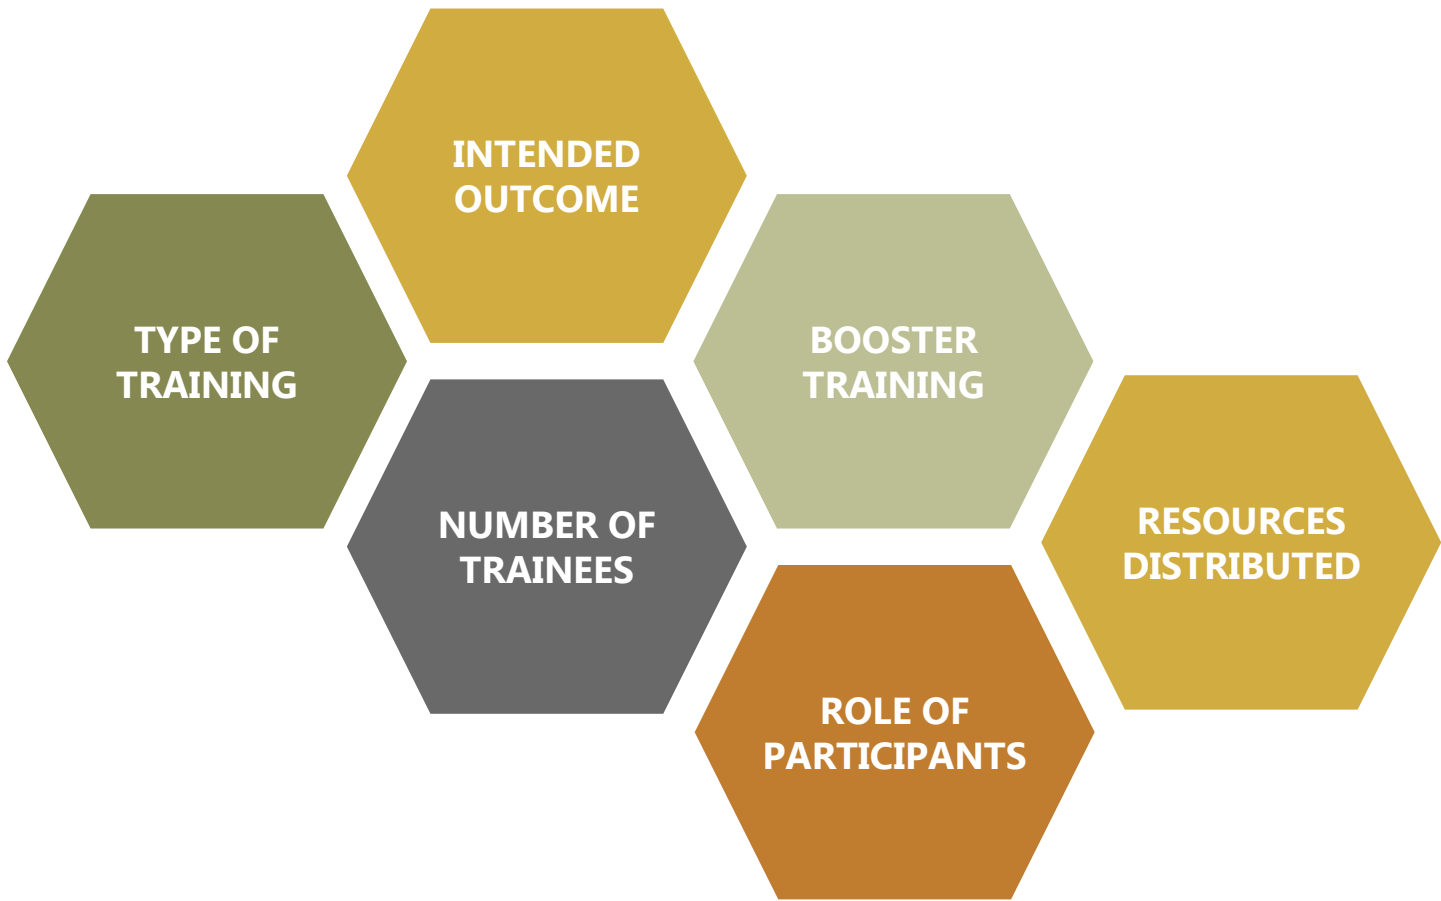 INTENDED
OUTCOME
TYPE OF
TRAINING
BOOSTER
TRAINING
NUMBER OF
TRAINEES
RESOURCES
DISTRIBUTED
ROLE OF
PARTICIPANTS